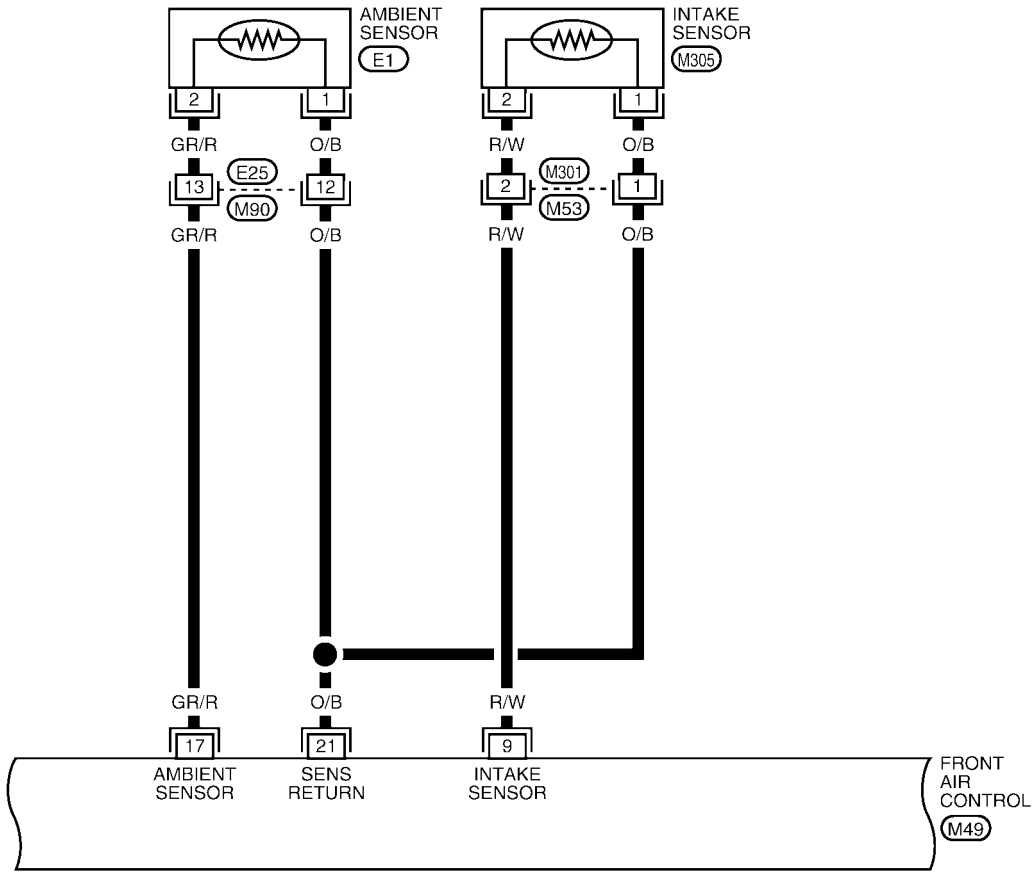 AMBIENT
SENSOR
E1
INTAKE
SENSOR
M305
2 1 2 1
GR/R O/B R/W O/B
13 E25 12 2 M301 1
M90 M53
GR/R O/B R/W O/B
GR/R O/B R/W
17 21 9
AMBIENT
SENSOR
SENS
RETURN
INTAKE
SENSOR
FRONT
AIR
CONTROL
M49